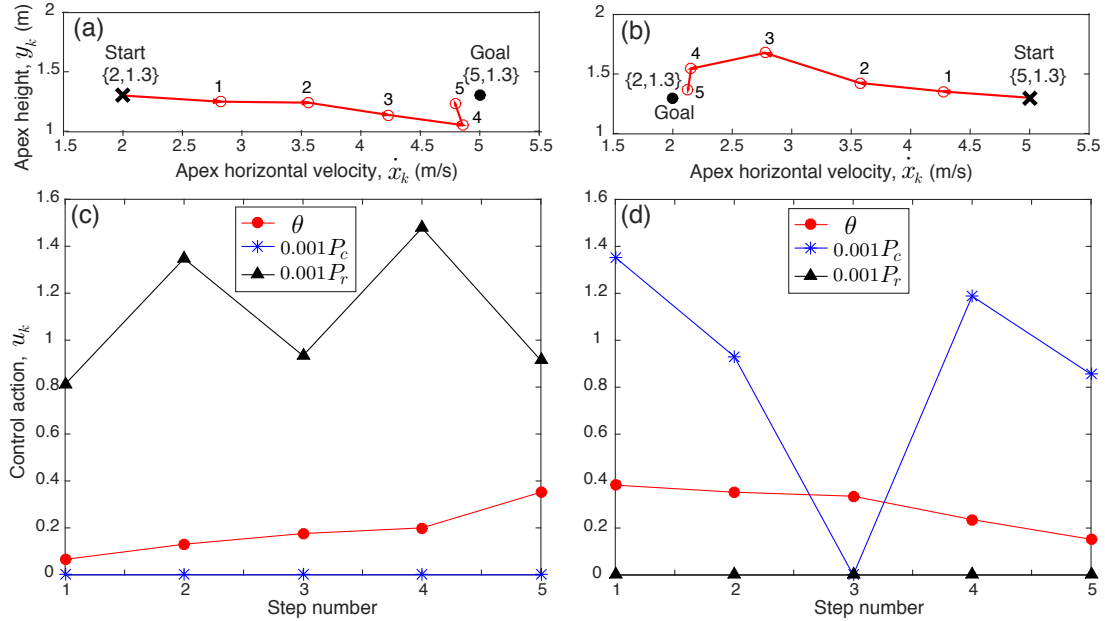 (a)
Apex height, y_k (m)
2
1.5
1
Start
{2,1.3}
1
2
3
4
5
Goal
{5,1.3}
1.5 2 2.5 3 3.5 4 4.5 5 5.5
Apex horizontal velocity, ẋ_k (m/s)
(b)
2
1.5
1
{2,1.3}
Goal
5
4
3
2
1
Start
{5,1.3}
1.5 2 2.5 3 3.5 4 4.5 5 5.5
Apex horizontal velocity, ẋ_k (m/s)
(c)
Control action, u_k
1.6
1.4
1.2
1
0.8
0.6
0.4
0.2
0
θ
0.001P_c
0.001P_r
1 2 3 4 5
Step number
(d)
1.6
1.4
1.2
1
0.8
0.6
0.4
0.2
0
θ
0.001P_c
0.001P_r
1 2 3 4 5
Step number